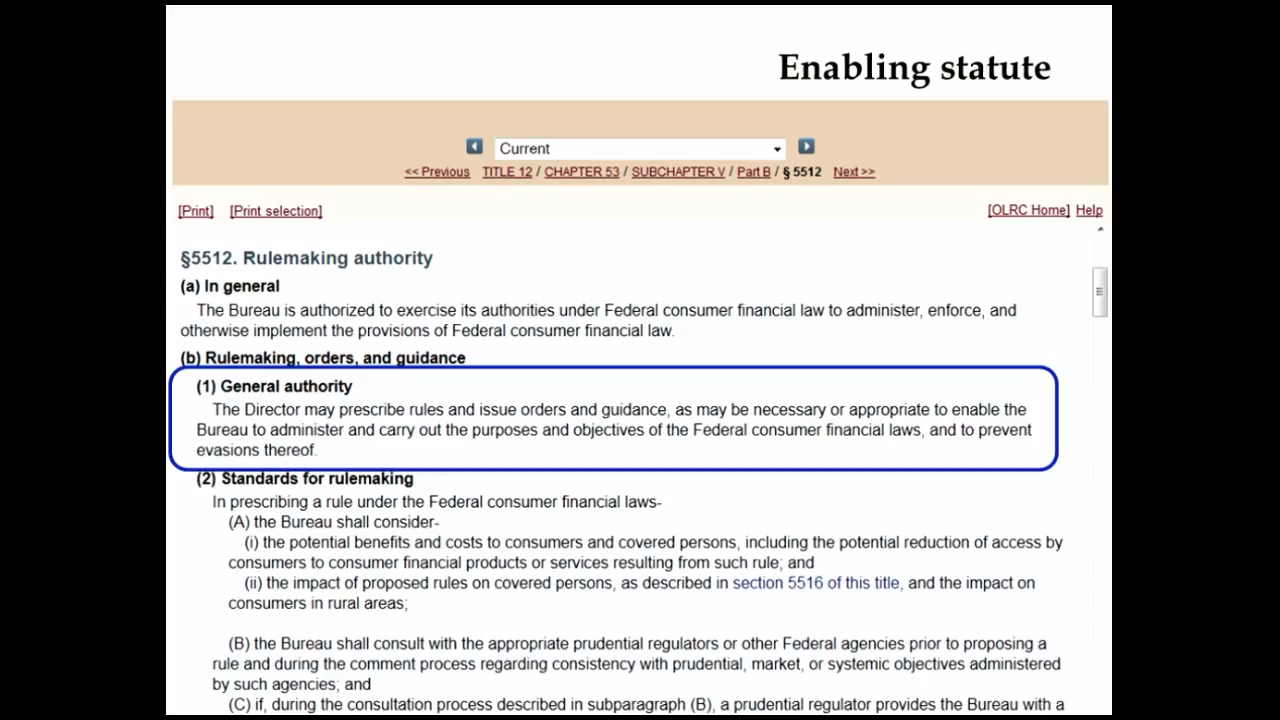 Enabling statute
Current
<< Previous TITLE 12 / CHAPTER 53 / SUBCHAPTER V / Part B / § 5512 Next >>
[Print] [Print selection] [OLRC Home] Help
§5512. Rulemaking authority
(a) In general
The Bureau is authorized to exercise its authorities under Federal consumer financial law to administer, enforce, and
otherwise implement the provisions of Federal consumer financial law.
(b) Rulemaking, orders, and guidance
(1) General authority
The Director may prescribe rules and issue orders and guidance, as may be necessary or appropriate to enable the
Bureau to administer and carry out the purposes and objectives of the Federal consumer financial laws, and to prevent
evasions thereof.
(2) Standards for rulemaking
In prescribing a rule under the Federal consumer financial laws-
(A) the Bureau shall consider-
(i) the potential benefits and costs to consumers and covered persons, including the potential reduction of access by
consumers to consumer financial products or services resulting from such rule; and
(ii) the impact of proposed rules on covered persons, as described in section 5516 of this title, and the impact on
consumers in rural areas;
(B) the Bureau shall consult with the appropriate prudential regulators or other Federal agencies prior to proposing a
rule and during the comment process regarding consistency with prudential, market, or systemic objectives administered
by such agencies; and
(C) if, during the consultation process described in subparagraph (B), a prudential regulator provides the Bureau with a